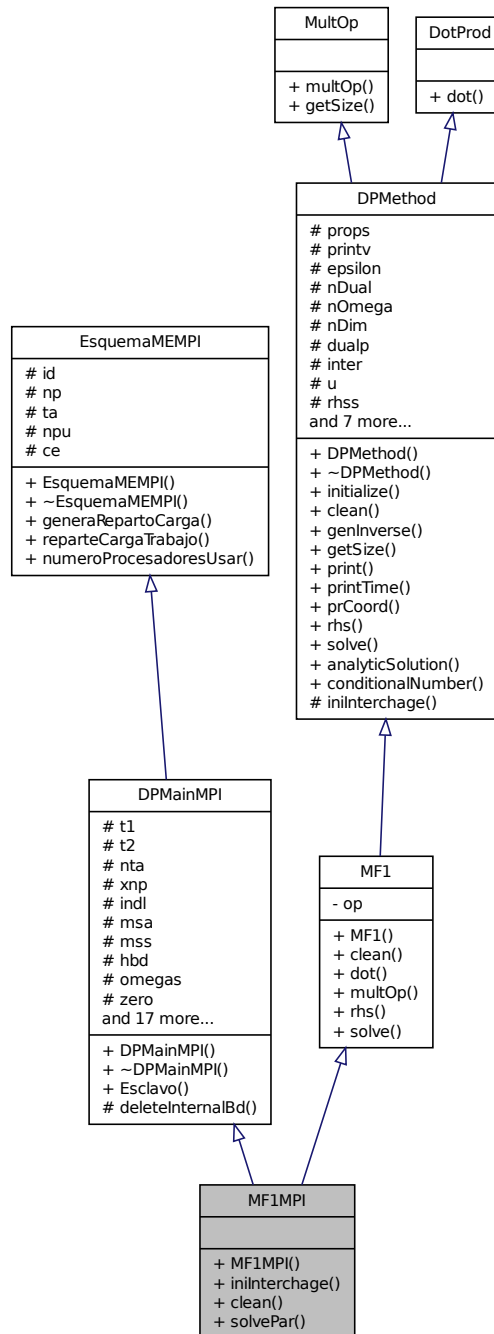 MultOp
+ multOp()
+ getSize()
DotProd
+ dot()
DPMethod
# props
# printv
# epsilon
# nDual
# nOmega
# nDim
# dualp
# inter
# u
# rhss
and 7 more...
+ DPMethod()
+ ~DPMethod()
+ initialize()
+ clean()
+ genInverse()
+ getSize()
+ print()
+ printTime()
+ prCoord()
+ rhs()
+ solve()
+ analyticSolution()
+ conditionalNumber()
# iniInterchage()
EsquemaMEMPI
# id
# np
# ta
# npu
# ce
+ EsquemaMEMPI()
+ ~EsquemaMEMPI()
+ generaRepartoCarga()
+ reparteCargaTrabajo()
+ numeroProcesadoresUsar()
DPMainMPI
# t1
# t2
# nta
# xnp
# indl
# msa
# mss
# hbd
# omegas
# zero
and 17 more...
+ DPMainMPI()
+ ~DPMainMPI()
+ Esclavo()
# deleteInternalBd()
MF1
- op
+ MF1()
+ clean()
+ dot()
+ multOp()
+ rhs()
+ solve()
MF1MPI
+ MF1MPI()
+ iniInterchage()
+ clean()
+ solvePar()